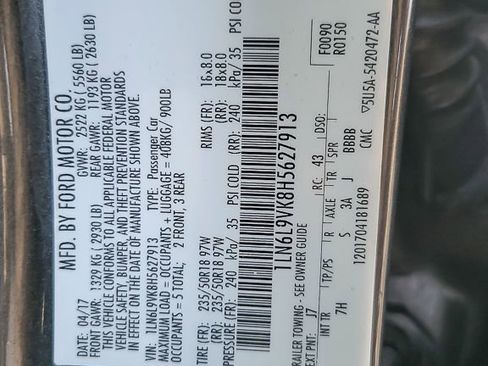 MFD. BY FORD MOTOR CO.
DATE: 04/17 GVWR: 2522 KG ( 5560 LB)
FRONT GAWR: 1329 KG ( 2930 LB) REAR GAWR: 1193 KG ( 2630 LB)
THIS VEHICLE CONFORMS TO ALL APPLICABLE FEDERAL MOTOR
VEHICLE SAFETY, BUMPER, AND THEFT PREVENTION STANDARDS
IN EFFECT ON THE DATE OF MANUFACTURE SHOWN ABOVE.
VIN: 1LN6L9VK8H5627913 TYPE: Passenger Car
MAXIMUM LOAD = OCCUPANTS + LUGGAGE = 408KG/ 900LB
OCCUPANTS = 5 TOTAL: 2 FRONT, 3 REAR
TIRE (FR): 235/50R18 97W RIMS (FR): 18x8.0
TIRE (RR): 235/50R18 97W RIMS (RR): 18x8.0
PRESSURE (FR): 240 kPa/ 35 PSI COLD (RR): 240 kPa/ 35 PSI CO
1LN6L9VK8H5627913
TRAILER TOWING - SEE OWNER GUIDE
F0D90
R0150
EXT PNT: J7 RC: 43 DSO:
INT TR TP/PS R AXLE TR SPR
7H S 3A J BBBB
1201704181689 CMC ▽5U5A-5420472-AA